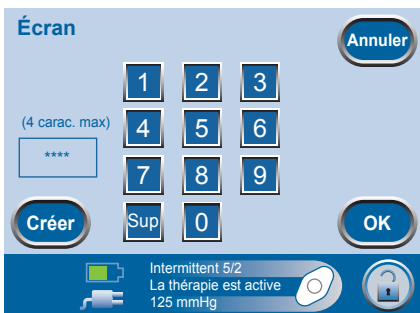 Écran
Annuler
1 2 3
(4 carac. max)
4 5 6
****
7 8 9
Créer
Sup 0
OK
Intermittent 5/2
La thérapie est active
125 mmHg